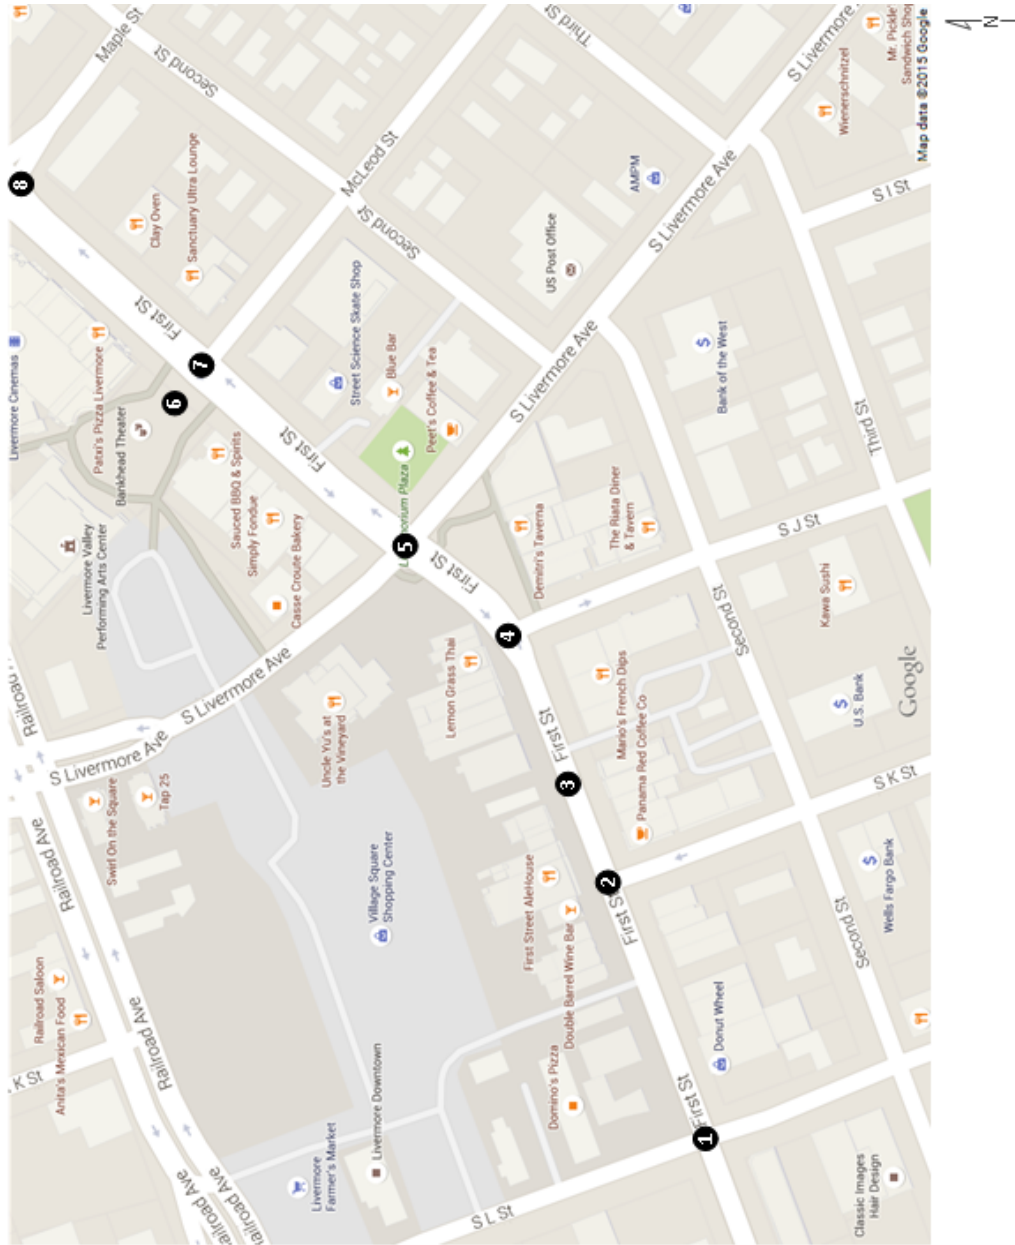 Railroad Ave
Railroad Ave
K St
Anita's Mexican Food
Railroad Saloon
Railroad Ave
Railroad Ave
S Livermore Ave
Swirl On the Square
Tap 25
Livermore Cinemas
8
Maple St
Livermore Valley
Performing Arts Center
Bankhead Theater
Patxi's Pizza Livermore
6
7
First St
Clay Oven
Sanctuary Ultra Lounge
Second St
S Livermore Ave
Sauced BBQ & Spirits
Simply Fondue
Casse Croute Bakery
First St
Livermore
Farmer's Market
Livermore Downtown
Village Square
Shopping Center
Uncle Yu's at
the Vineyard
Street Science Skate Shop
Blue Bar
McLeod St
Second St
5
Peet's Coffee & Tea
First St
Lemon Grass Thai
4
S L St
Domino's Pizza
First Street AleHouse
Double Barrel Wine Bar
3
First St
Demitri's Taverna
S Livermore Ave
US Post Office
Third St
2
First St
Panama Red Coffee Co
Mario's French Dips
The Riata Diner
& Tavern
AMPM
S Livermore Ave
1
First St
Donut Wheel
Second St
Bank of the West
S J St
S Livermore
Wienerschnitzel
Classic Images
Hair Design
Second St
Wells Fargo Bank
S K St
U.S. Bank
Kawa Sushi
Third St
S I St
Mr. Pickle'
Sandwich Shop
Google
Map data ©2015 Google
N